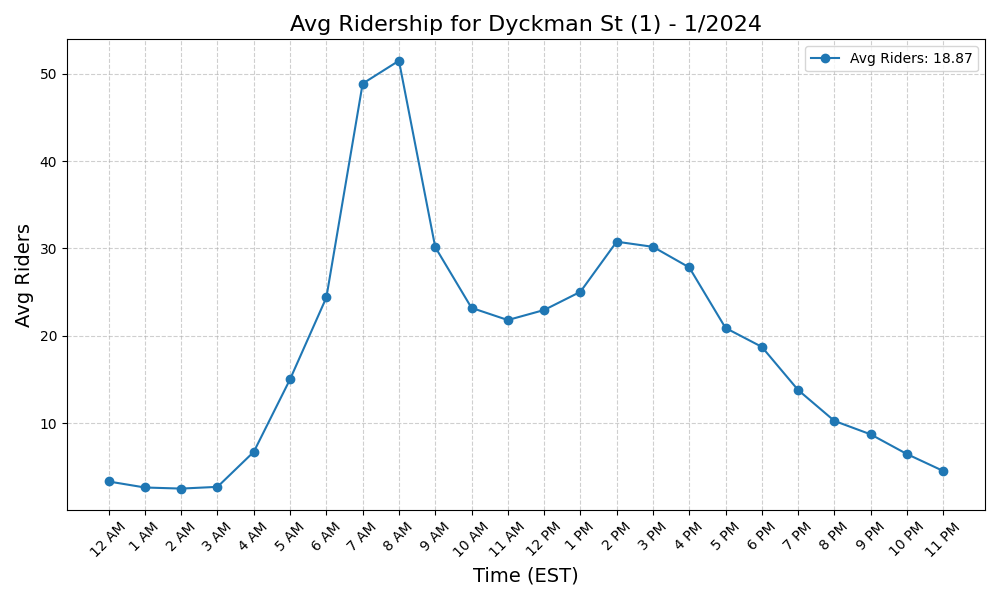 Avg Ridership for Dyckman St (1) - 1/2024
Avg Riders: 18.87
Avg Riders
50
40
30
20
10
12 AM
1 AM
2 AM
3 AM
4 AM
5 AM
6 AM
7 AM
8 AM
9 AM
10 AM
11 AM
12 PM
1 PM
2 PM
3 PM
4 PM
5 PM
6 PM
7 PM
8 PM
9 PM
10 PM
11 PM
Time (EST)